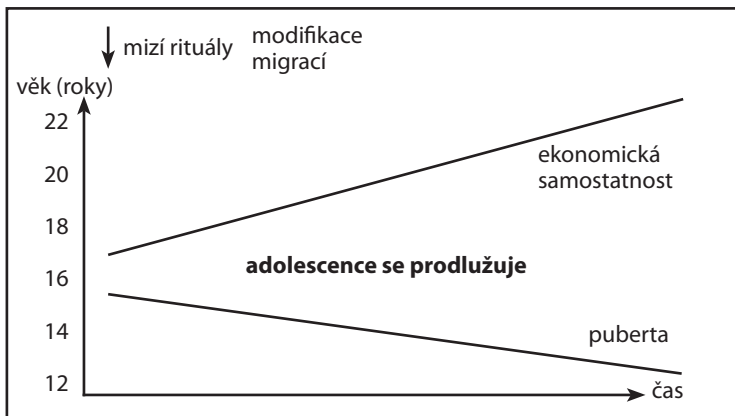 mizí rituály
modifikace
migrací
věk (roky)
22
20
18
16
14
12
ekonomická
samostatnost
adolescence se prodlužuje
puberta
čas